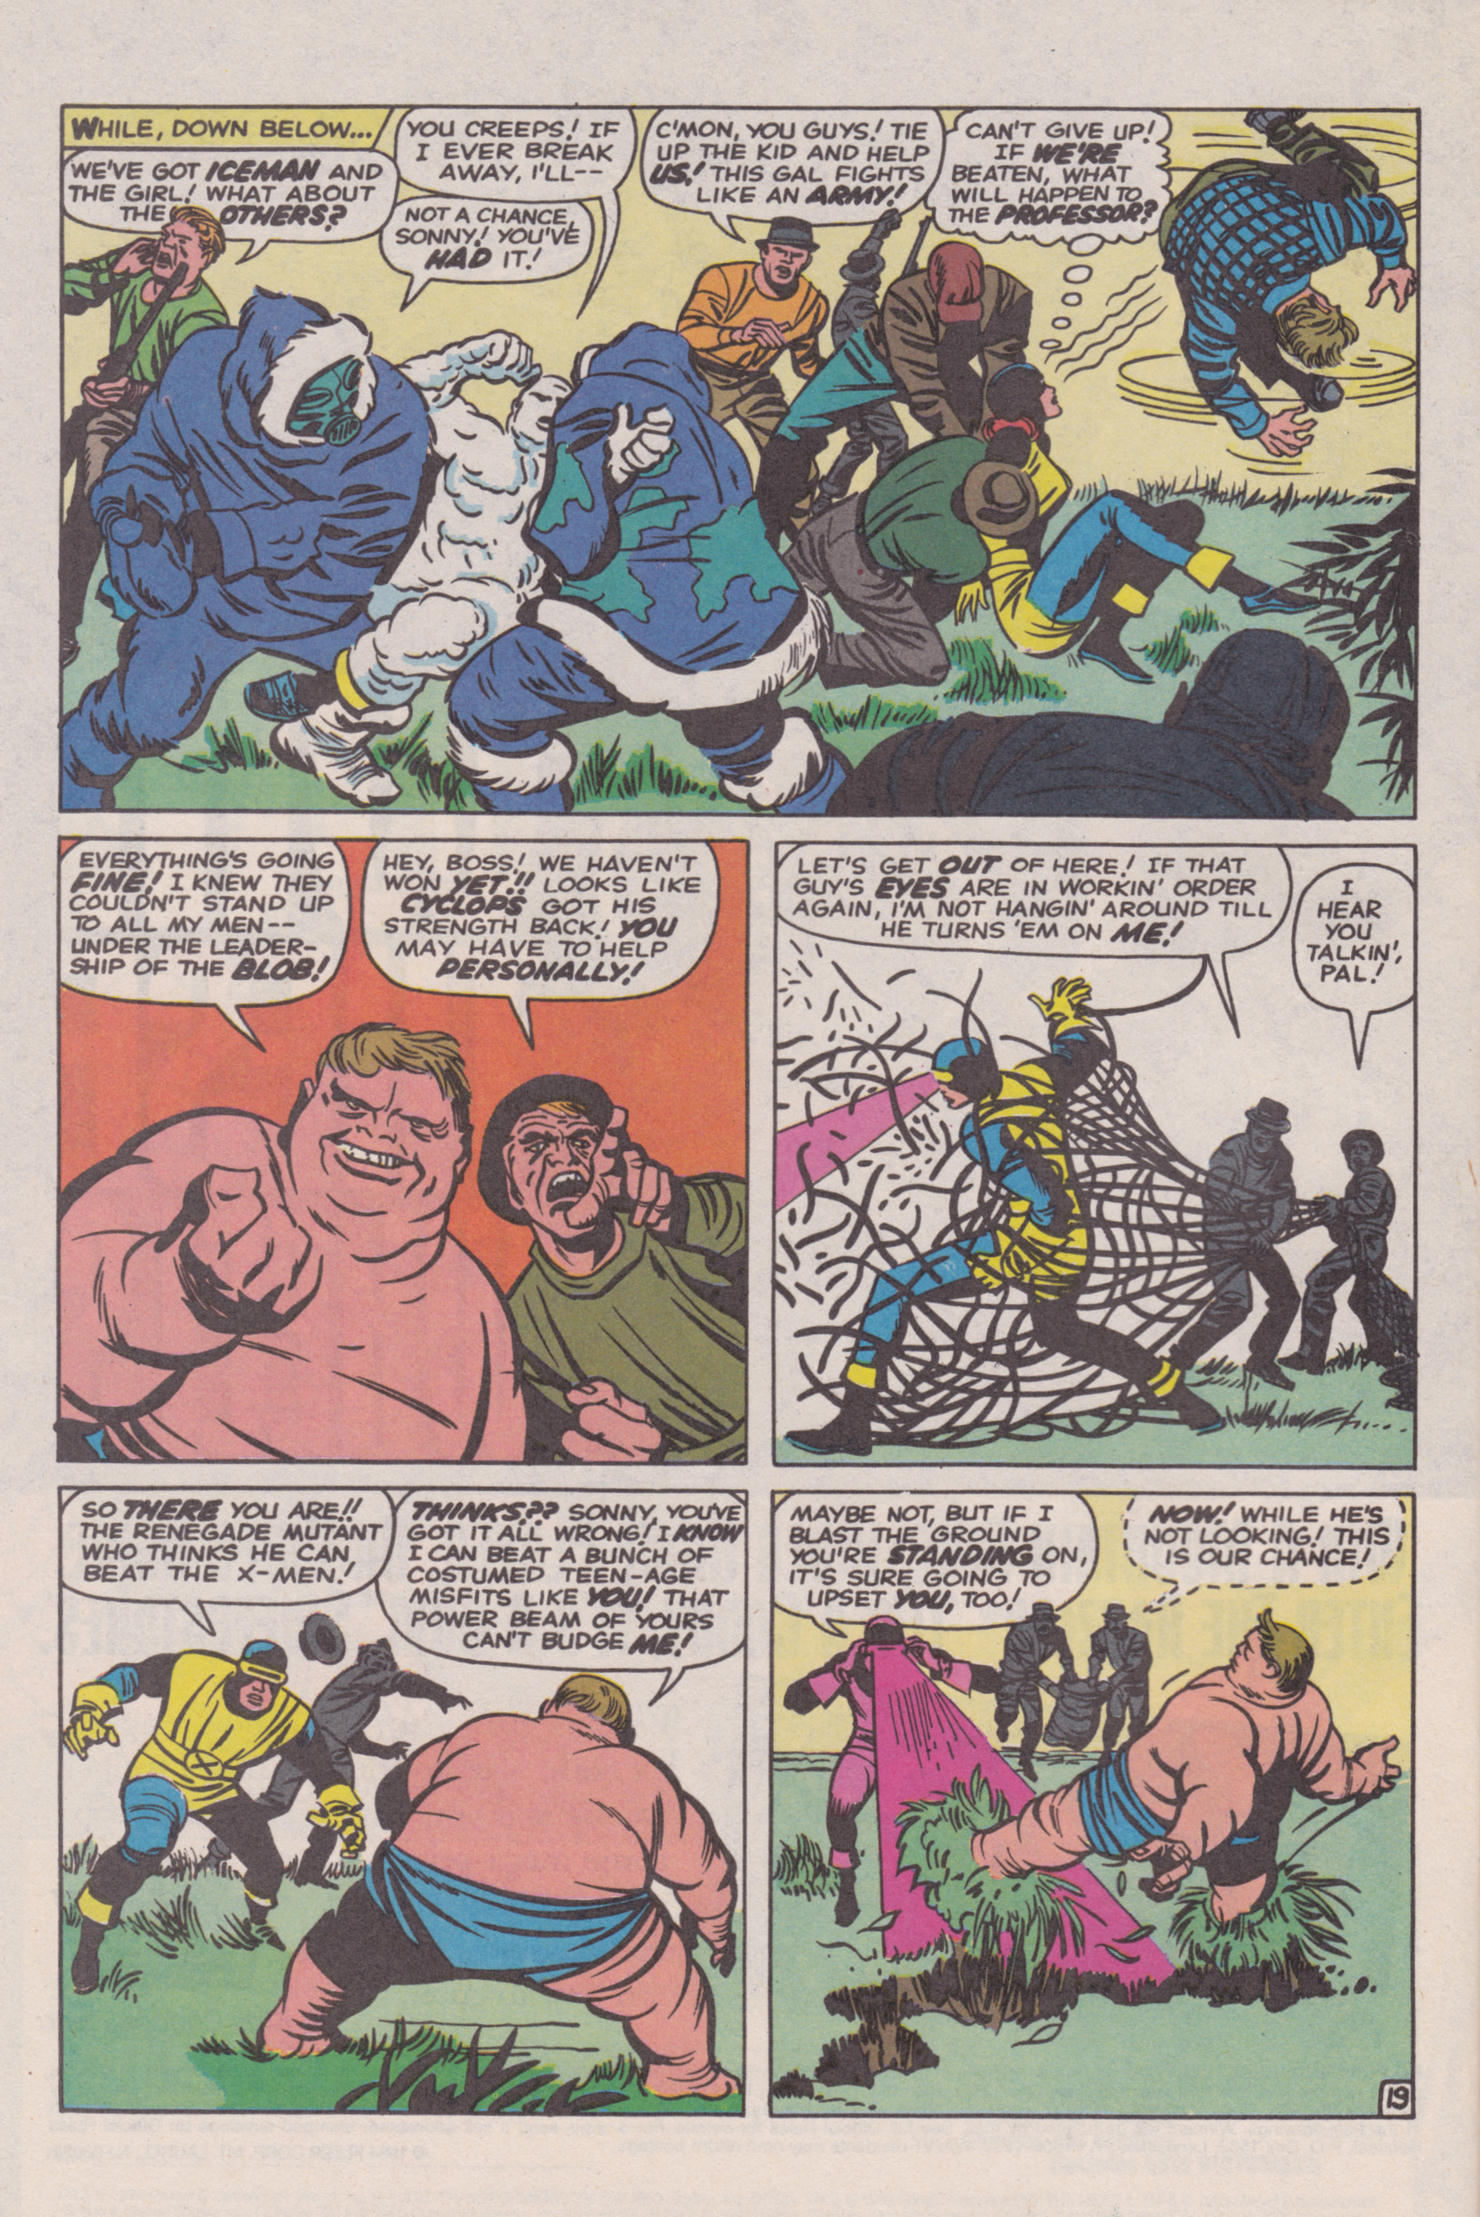 WHILE, DOWN BELOW...
WE'VE GOT ICEMAN AND
THE GIRL! WHAT ABOUT
THE OTHERS?
YOU CREEPS! IF
I EVER BREAK
AWAY, I'LL--
NOT A CHANCE,
SONNY! YOU'VE
HAD IT!
C'MON, YOU GUYS! TIE
UP THE KID AND HELP
US! THIS GAL FIGHTS
LIKE AN ARMY!
CAN'T GIVE UP!
IF WE'RE
BEATEN, WHAT
WILL HAPPEN TO
THE PROFESSOR?
EVERYTHING'S GOING
FINE! I KNEW THEY
COULDN'T STAND UP
TO ALL MY MEN--
UNDER THE LEADER-
SHIP OF THE BLOB!
HEY, BOSS! WE HAVEN'T
WON YET!! LOOKS LIKE
CYCLOPS GOT HIS
STRENGTH BACK! YOU
MAY HAVE TO HELP
PERSONALLY!
LET'S GET OUT OF HERE! IF THAT
GUY'S EYES ARE IN WORKIN' ORDER
AGAIN, I'M NOT HANGIN' AROUND TILL
HE TURNS 'EM ON ME!
I
HEAR
YOU
TALKIN',
PAL!
SO THERE YOU ARE!!
THE RENEGADE MUTANT
WHO THINKS HE CAN
BEAT THE X-MEN!
THINKS?? SONNY, YOU'VE
GOT IT ALL WRONG! I KNOW
I CAN BEAT A BUNCH OF
COSTUMED TEEN-AGE
MISFITS LIKE YOU! THAT
POWER BEAM OF YOURS
CAN'T BUDGE ME!
MAYBE NOT, BUT IF I
BLAST THE GROUND
YOU'RE STANDING ON,
IT'S SURE GOING TO
UPSET YOU, TOO!
NOW! WHILE HE'S
NOT LOOKING! THIS
IS OUR CHANCE!
19